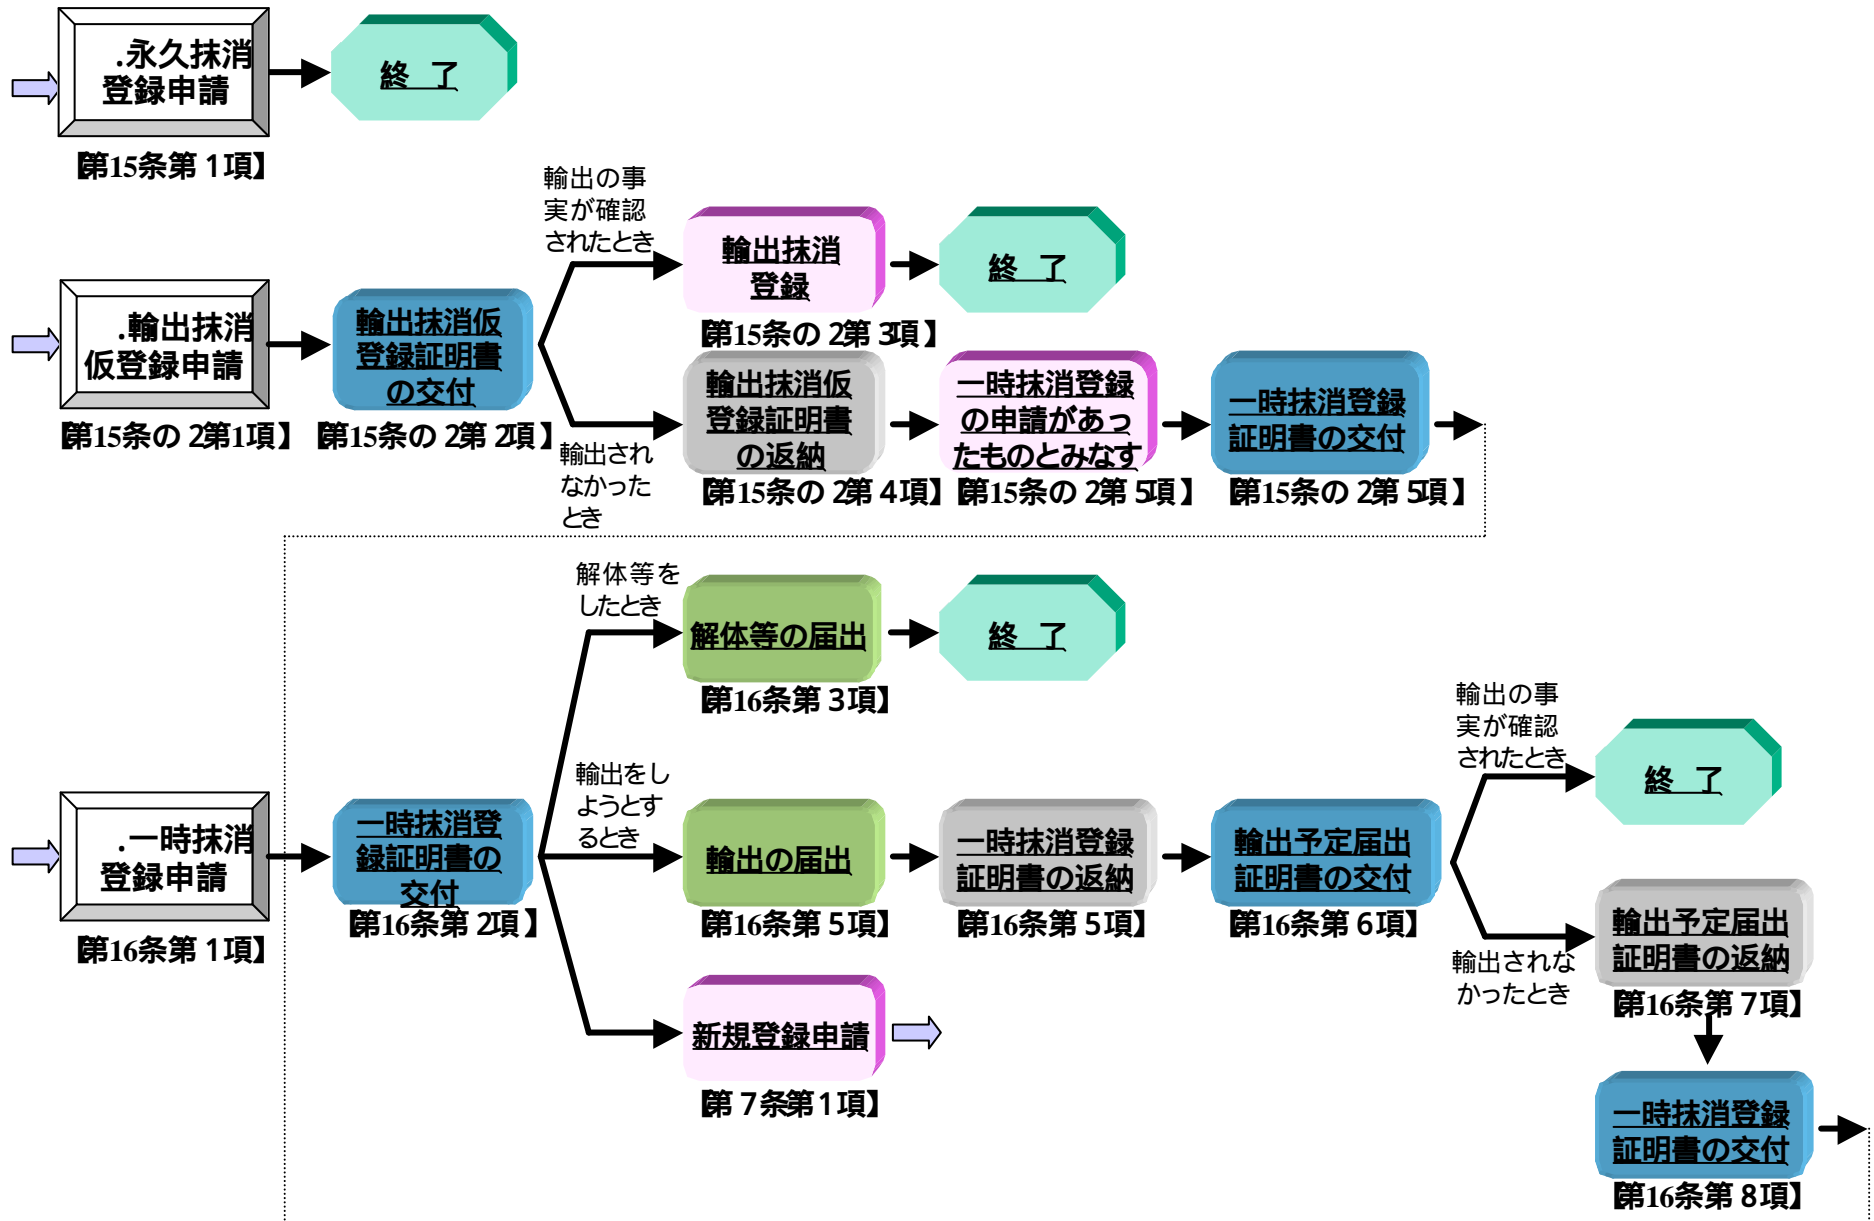 .永久抹消
登録申請
終　了
【第15条第 1項】
輸出の事
実が確認
されたとき
輸出抹消
登録
終　了
【第15条の 2第 3項 】
.輸出抹消
仮登録申請
【第15条の 2第1項 】
輸出抹消仮
登録証明書
の交付
【第15条の 2第 2項 】
輸出され
なかった
とき
輸出抹消仮
登録証明書
の返納
【第15条の 2第 4項 】
一時抹消登録
の申請があっ
たものとみなす
【第15条の 2第 5項 】
一時抹消登録
証明書の交付
【第15条の 2第 5項 】
解体等を
したとき
解体等の届出
終　了
【第16条第 3項】
.一時抹消
登録申請
【第16条第 1項】
一時抹消登
録証明書の
交付
【第16条第 2項 】
輸出をし
ようとす
るとき
輸出の届出
【第16条第 5項】
一時抹消登録
証明書の返納
【第16条第 5項】
輸出予定届出
証明書の交付
【第16条第 6項】
輸出の事
実が確認
されたとき
終　了
輸出されな
かったとき
輸出予定届出
証明書の返納
【第16条第 7項】
一時抹消登録
証明書の交付
【第16条第 8項】
新規登録申請
【第 7条第1項】